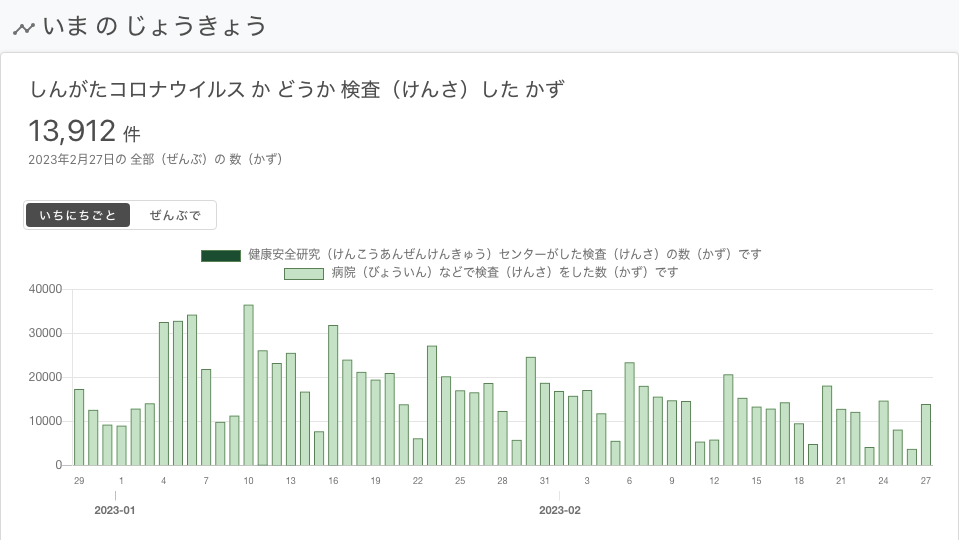 いま の じょうきょう
しんがたコロナウイルス か どうか 検査（けんさ）した かず
13,912 件
2023年2月27日の 全部（ぜんぶ）の 数（かず）
いちにちごと ぜんぶで
健康安全研究（けんこうあんぜんけんきゅう）センターがした検査（けんさ）の数（かず）です
病院（びょういん）などで検査（けんさ）をした数（かず）です
40000
30000
20000
10000
0
29 1 4 7 10 13 16 19 22 25 28 31 3 6 9 12 15 18 21 24 27
2023-01 2023-02